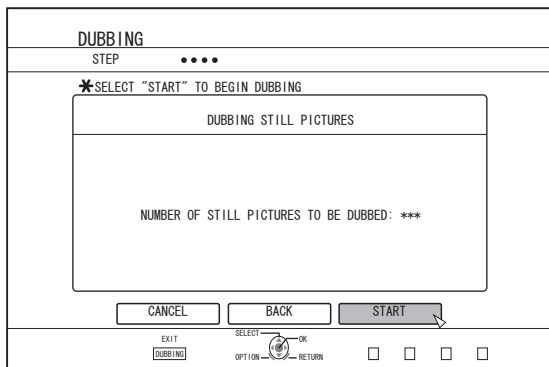 DUBBING
STEP
*SELECT "START" TO BEGIN DUBBING
DUBBING STILL PICTURES
NUMBER OF STILL PICTURES TO BE DUBBED: ***
CANCEL BACK START
EXIT
DUBBING
SELECT OK
OPTION RETURN